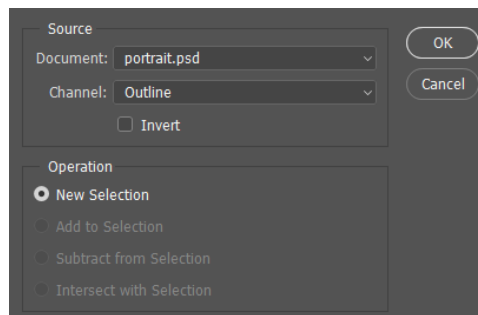 Source
Document: portrait.psd
Channel: Outline
Invert
OK
Cancel
Operation
New Selection
Add to Selection
Subtract from Selection
Intersect with Selection